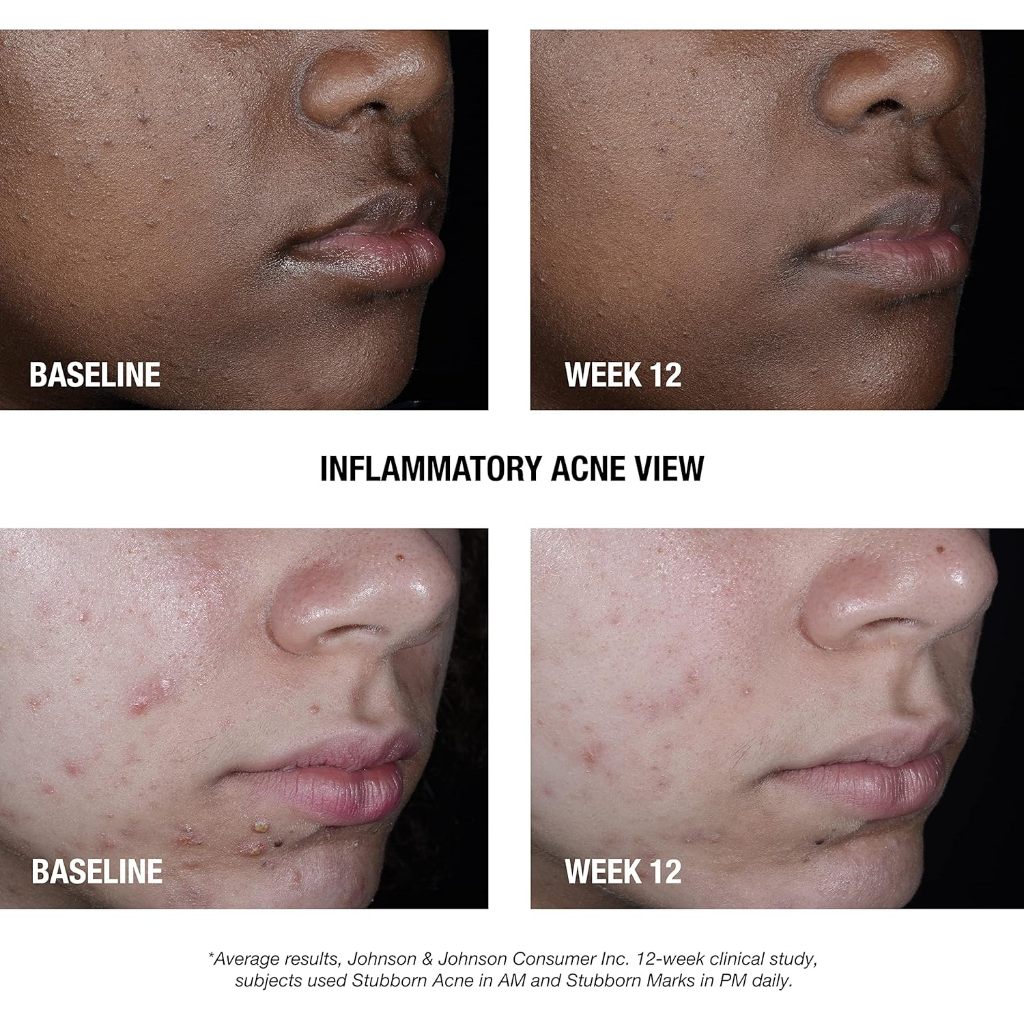 BASELINE
WEEK 12
INFLAMMATORY ACNE VIEW
BASELINE
WEEK 12
*Average results, Johnson & Johnson Consumer Inc. 12-week clinical study,
subjects used Stubborn Acne in AM and Stubborn Marks in PM daily.